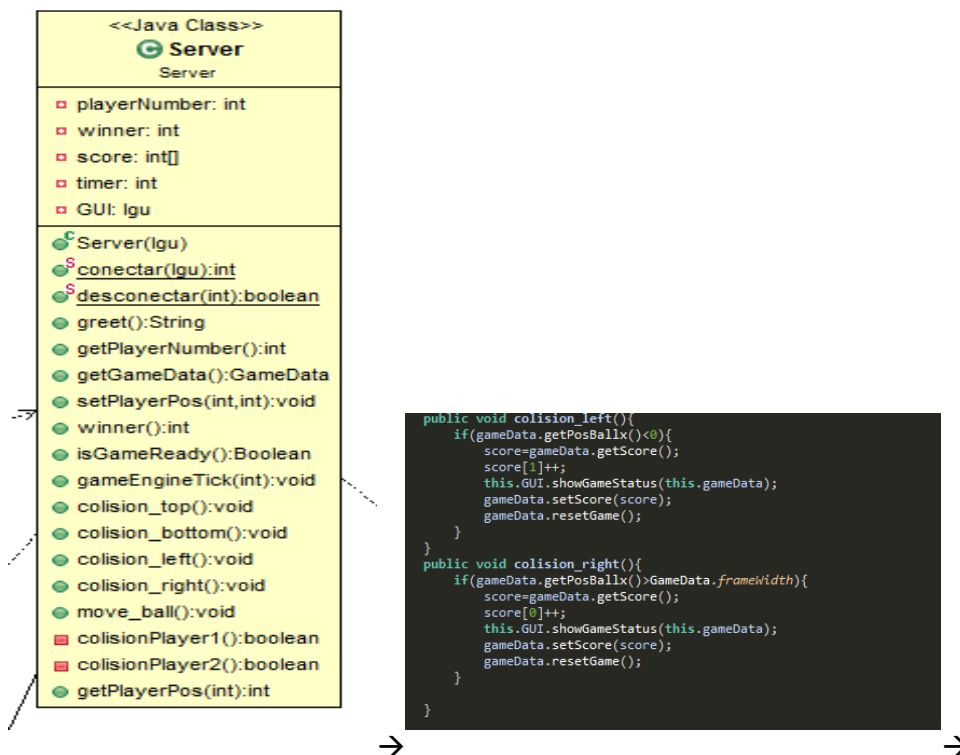 <<Java Class>>
C Server
Server
playerNumber: int
winner: int
score: int[]
timer: int
GUI: Igu
C Server(Igu)
S conectar(Igu):int
S desconectar(int):boolean
greet():String
getPlayerNumber():int
getGameData():GameData
setPlayerPos(int,int):void
winner():int
isGameReady():Boolean
gameEngineTick(int):void
colision_top():void
colision_bottom():void
colision_left():void
colision_right():void
move_ball():void
colisionPlayer1():boolean
colisionPlayer2():boolean
getPlayerPos(int):int
public void colision_left(){
if(gameData.getPosBallx()<0){
score=gameData.getScore();
score[1]++;
this.GUI.showGameStatus(this.gameData);
gameData.setScore(score);
gameData.resetGame();
}
}
public void colision_right(){
if(gameData.getPosBallx()>GameData.frameWidth){
score=gameData.getScore();
score[0]++;
this.GUI.showGameStatus(this.gameData);
gameData.setScore(score);
gameData.resetGame();
}
}